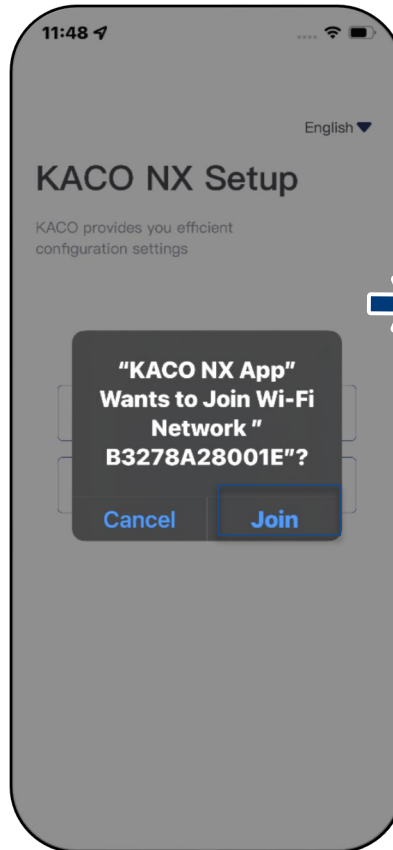 11:48
English
KACO NX Setup
KACO provides you efficient
configuration settings
“KACO NX App”
Wants to Join Wi-Fi
Network “
B3278A28001E”?
Cancel Join